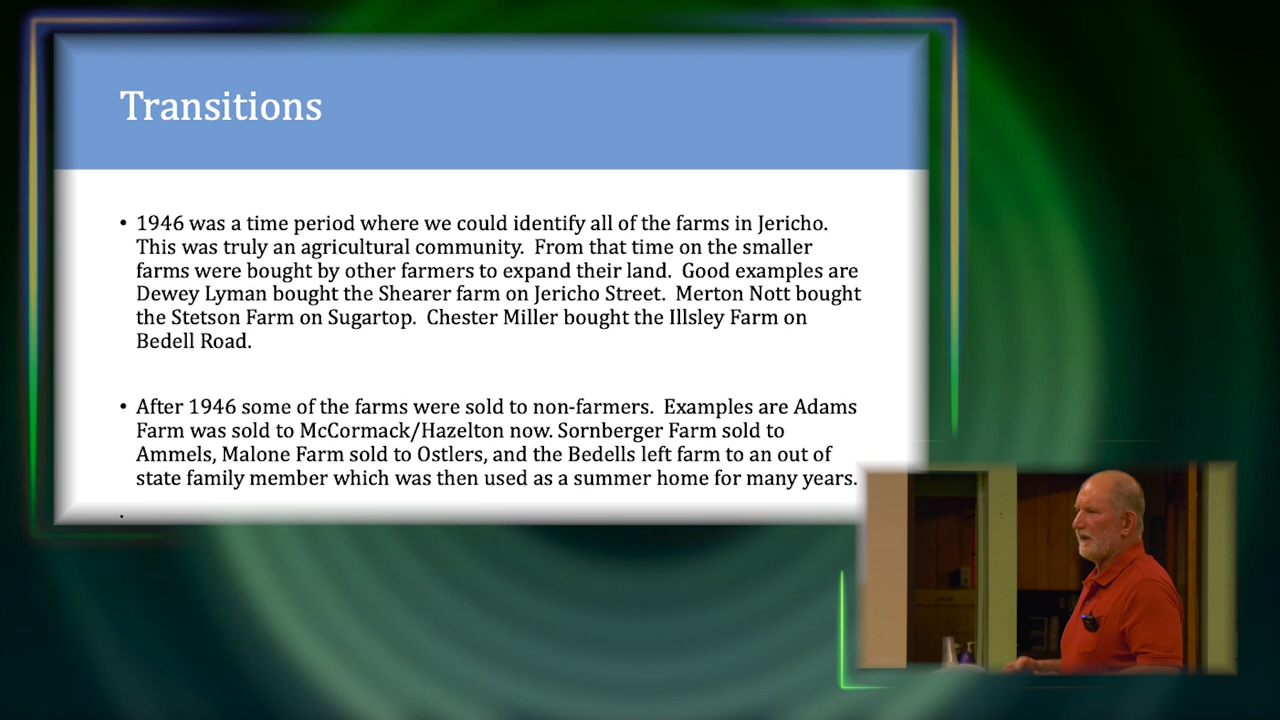 Transitions
• 1946 was a time period where we could identify all of the farms in Jericho.
This was truly an agricultural community.  From that time on the smaller
farms were bought by other farmers to expand their land.  Good examples are
Dewey Lyman bought the Shearer farm on Jericho Street.  Merton Nott bought
the Stetson Farm on Sugartop.  Chester Miller bought the Illsley Farm on
Bedell Road.
• After 1946 some of the farms were sold to non-farmers.  Examples are Adams
Farm was sold to McCormack/Hazelton now. Sornberger Farm sold to
Ammels, Malone Farm sold to Ostlers, and the Bedells left farm to an out of
state family member which was then used as a summer home for many years.
.